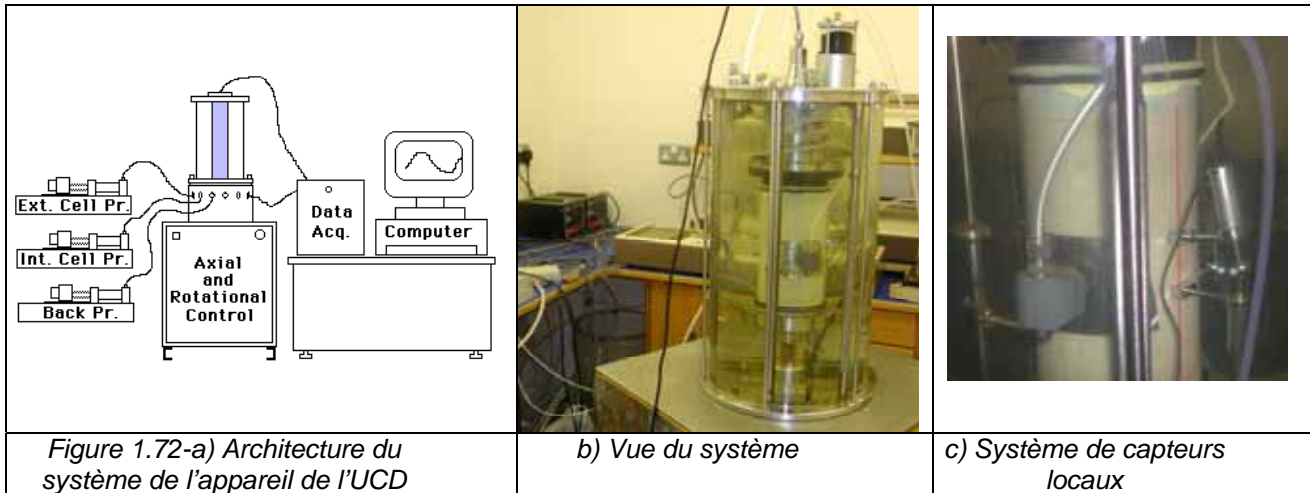 Ext. Cell Pr.
Int. Cell Pr.
Back Pr.
Axial
and
Rotational
Control
Data
Acq.
Computer
Figure 1.72-a) Architecture du
système de l'appareil de l'UCD
b) Vue du système
c) Système de capteurs
locaux